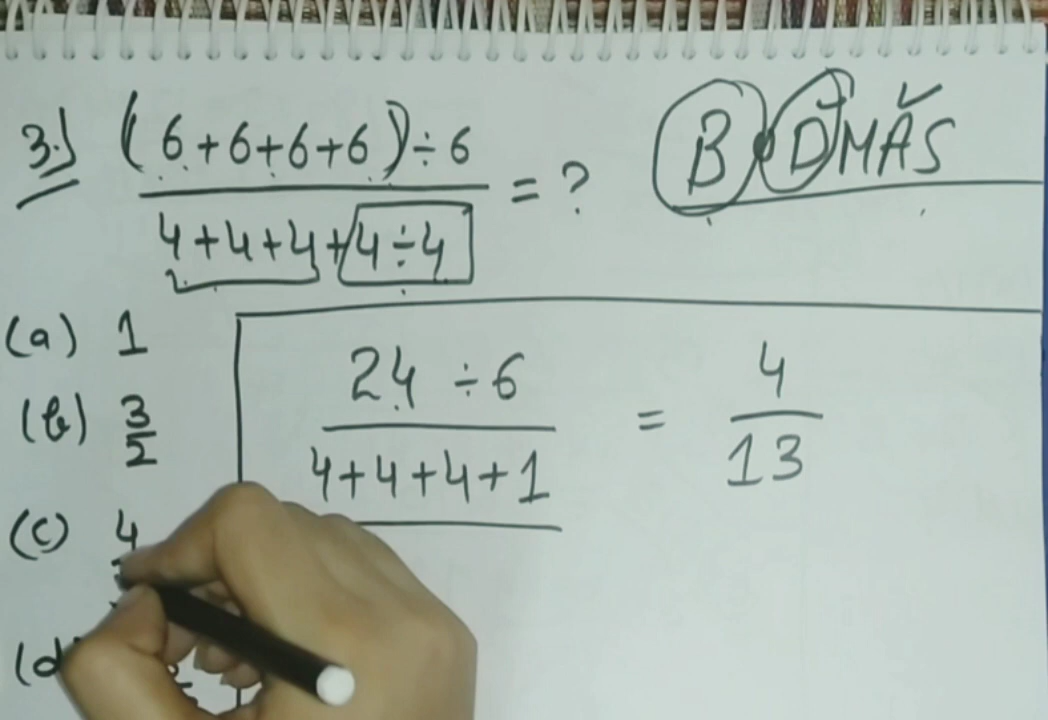 3.) (6+6+6+6)÷6
4+4+4+4÷4
= ?
BODMAS
(a) 1
(b) 3/2
(c) 4
(d)
24 ÷ 6
4+4+4+1
= 4/13